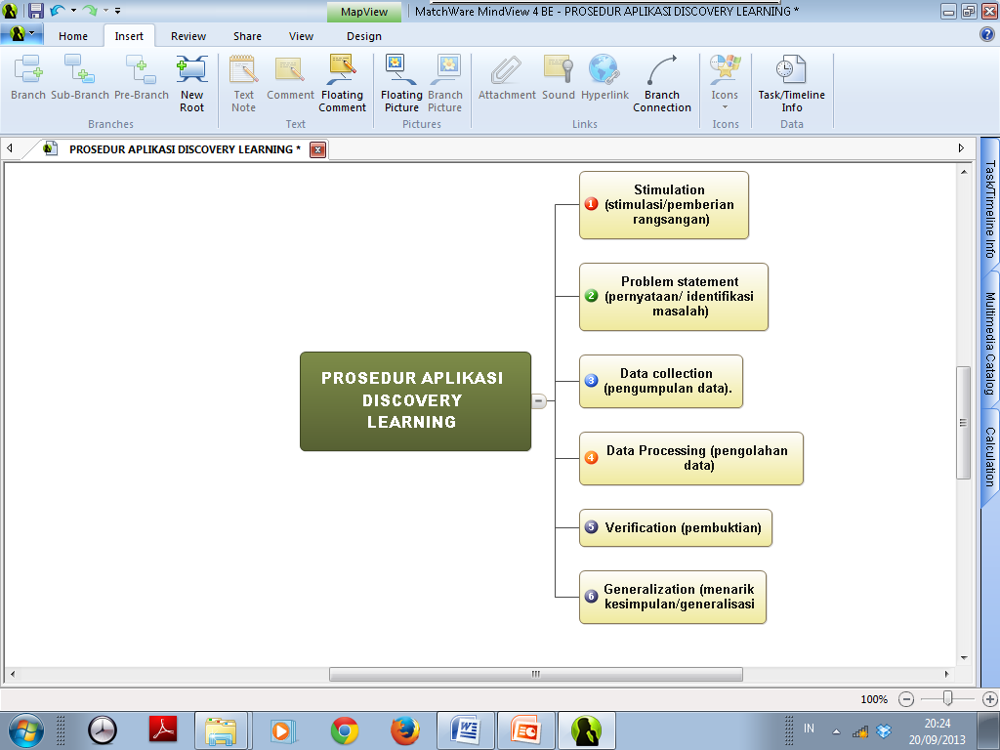 MapView
MatchWare MindView 4 BE - PROSEDUR APLIKASI DISCOVERY LEARNING *
Home Insert Review Share View Design
Branch Sub-Branch Pre-Branch New Root
Text Note Comment Floating Comment
Floating Picture Branch Picture
Attachment Sound Hyperlink Branch Connection
Icons
Task/Timeline Info
Branches Text Pictures Links Icons Data
PROSEDUR APLIKASI DISCOVERY LEARNING *
PROSEDUR APLIKASI
DISCOVERY
LEARNING
1 Stimulation
(stimulasi/pemberian
rangsangan)
2 Problem statement
(pernyataan/ identifikasi
masalah)
3 Data collection
(pengumpulan data).
4 Data Processing (pengolahan
data)
5 Verification (pembuktian)
6 Generalization (menarik
kesimpulan/generalisasi
Task/Timeline Info
Multimedia Catalog
Calculation
100%
IN
20:24
20/09/2013